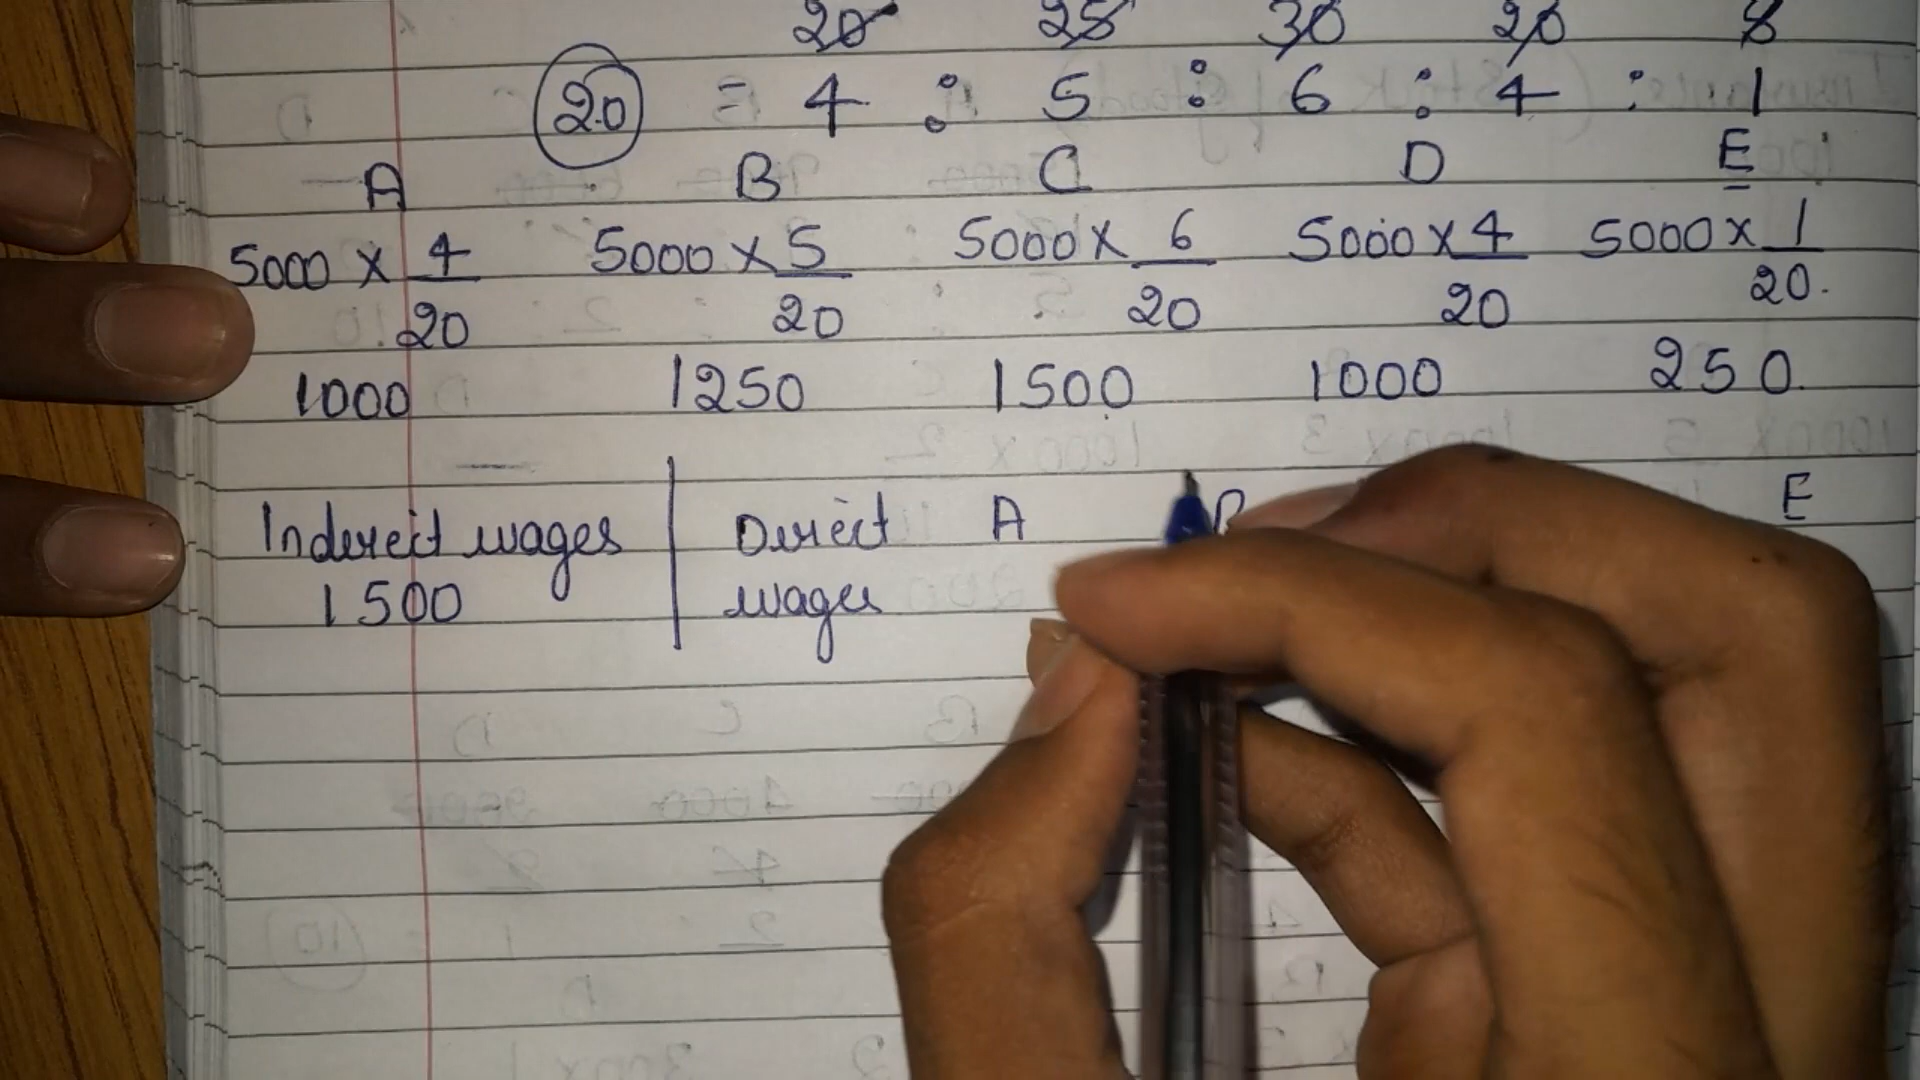 20 25 30 20 8
20 = 4 : 5 : 6 : 4 : 1
A B C D E
5000 × 4/20 5000 × 5/20 5000 × 6/20 5000 × 4/20 5000 × 1/20.
1000 1250 1500 1000 250.
Indirect wages | Direct A E
1500 | wages